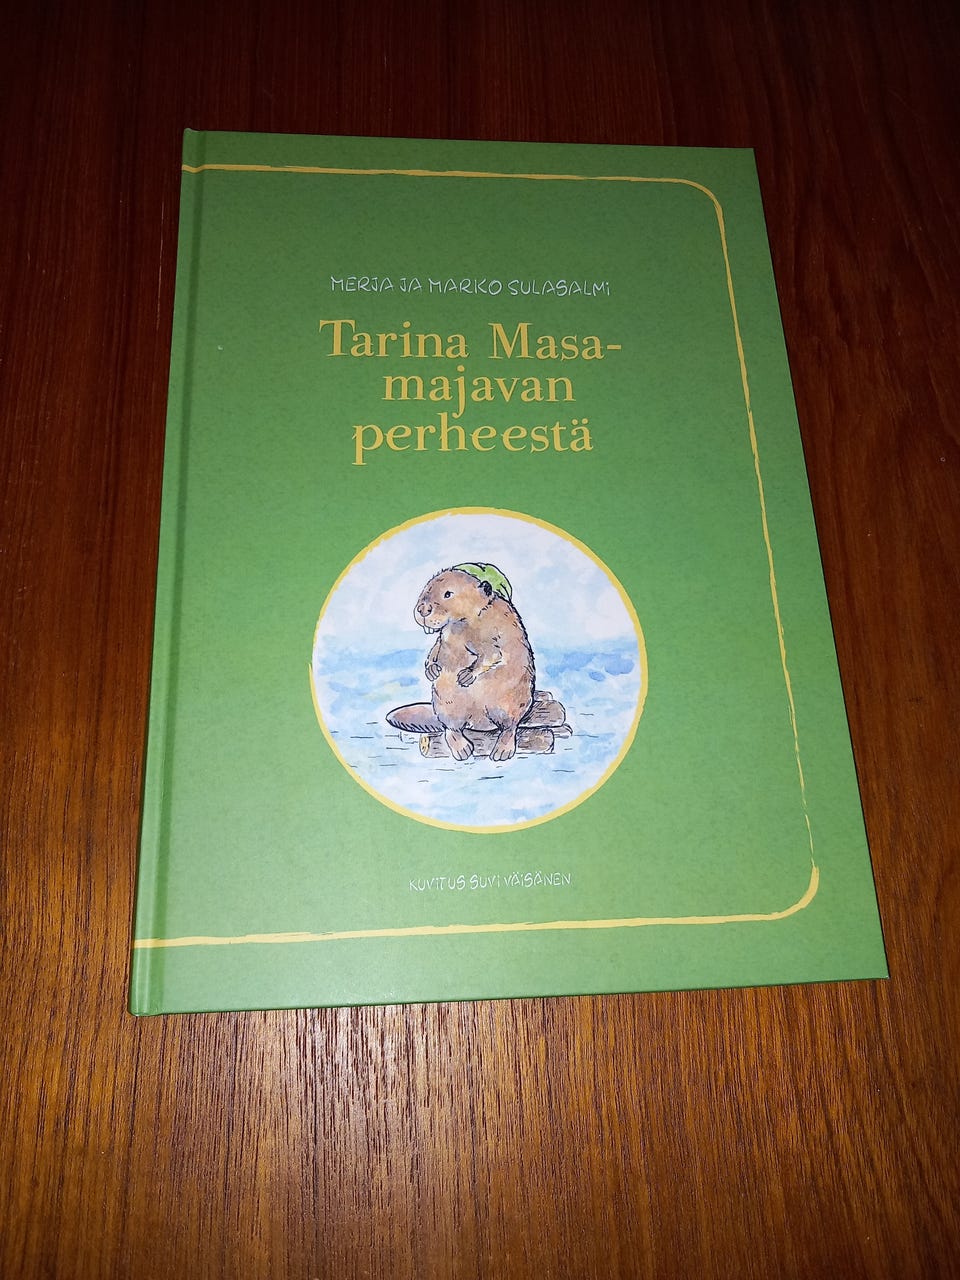 MERJA JA MARKO SULASALMI
Tarina Masa-
majavan
perheestä
KUVITUS SUVI VÄISÄNEN